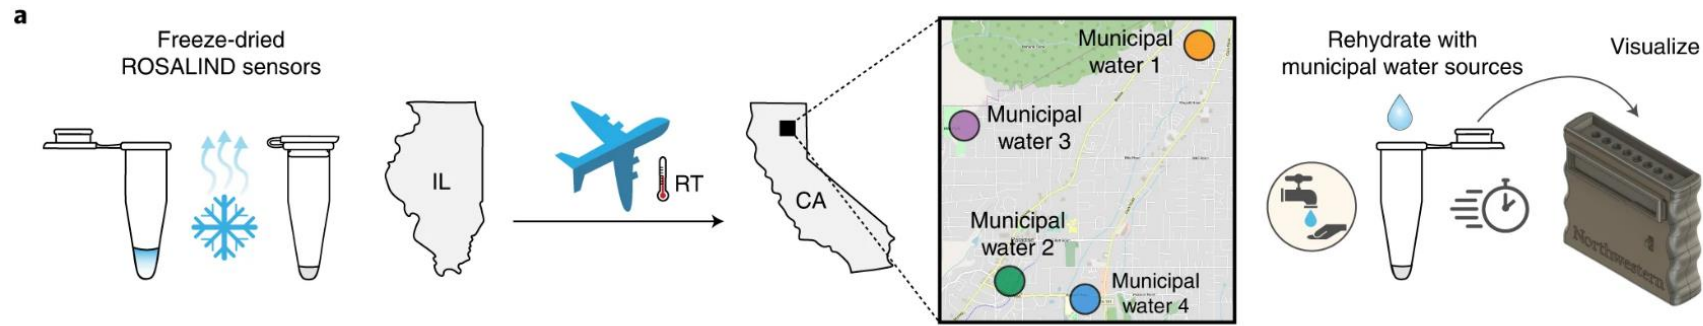 a
Freeze-dried
ROSALIND sensors
IL
RT
CA
Municipal
water 1
Municipal
water 3
Municipal
water 2
Municipal
water 4
Rehydrate with
municipal water sources
Visualize
Northwestern